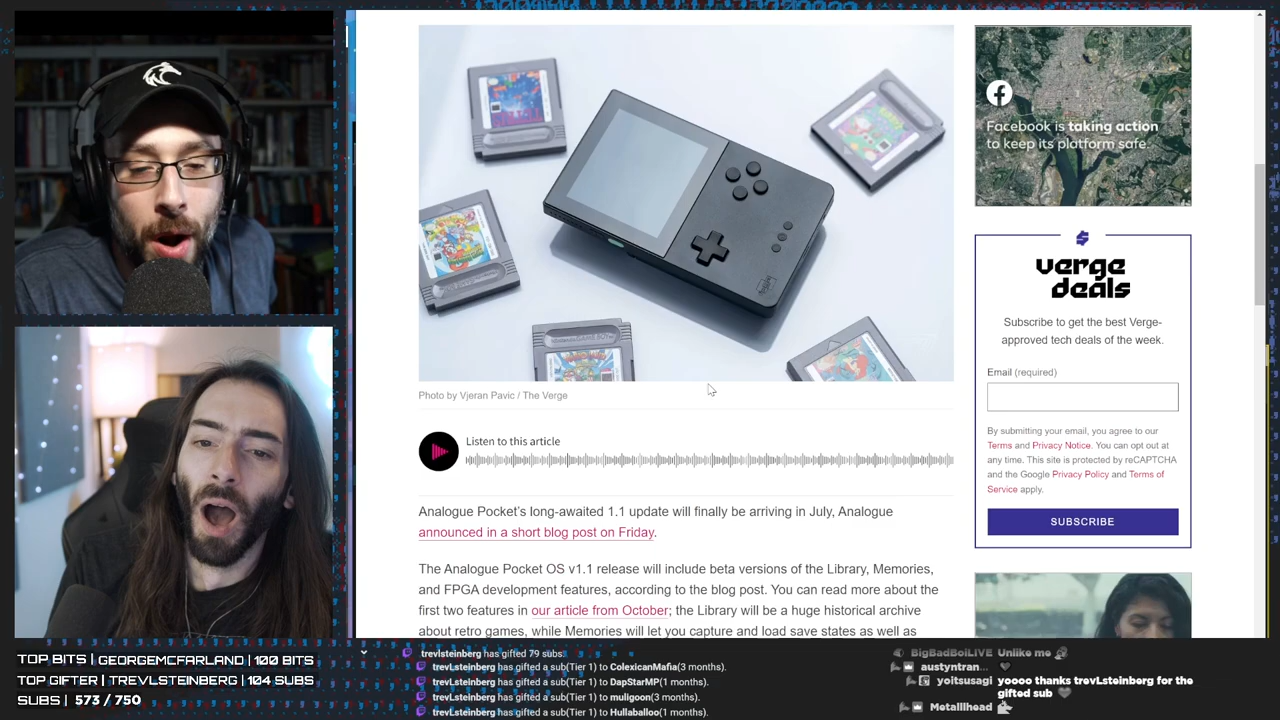 Photo by Vjeran Pavic / The Verge
Listen to this article
Analogue Pocket's long-awaited 1.1 update will finally be arriving in July, Analogue
announced in a short blog post on Friday.
The Analogue Pocket OS v1.1 release will include beta versions of the Library, Memories,
and FPGA development features, according to the blog post. You can read more about the
first two features in our article from October; the Library will be a huge historical archive
about retro games, while Memories will let you capture and load save states as well as
Facebook is taking action
to keep its platform safe.
verge
deals
Subscribe to get the best Verge-
approved tech deals of the week.
Email (required)
By submitting your email, you agree to our
Terms and Privacy Notice. You can opt out at
any time. This site is protected by reCAPTCHA
and the Google Privacy Policy and Terms of
Service apply.
SUBSCRIBE
TOP BITS | GEORGEMCFARLAND | 100 BITS
TOP GIFTER | TREVLSTEINBERG | 104 SUBS
SUBS | 573 / 750
trevlsteinberg has gifted 79 subs.
trevLsteinberg has gifted a sub(Tier 1) to ColexicanMafia(3 months).
trevLsteinberg has gifted a sub(Tier 1) to DapStarMP(1 months).
trevLsteinberg has gifted a sub(Tier 1) to muligoon(3 months).
trevLsteinberg has gifted a sub(Tier 1) to Hullaballoo(1 months).
BigBadBoiLIVE Unlike me
austyntran...
yoitsusagi yoooo thanks trevLsteinberg for the
gifted sub
Metalllhead